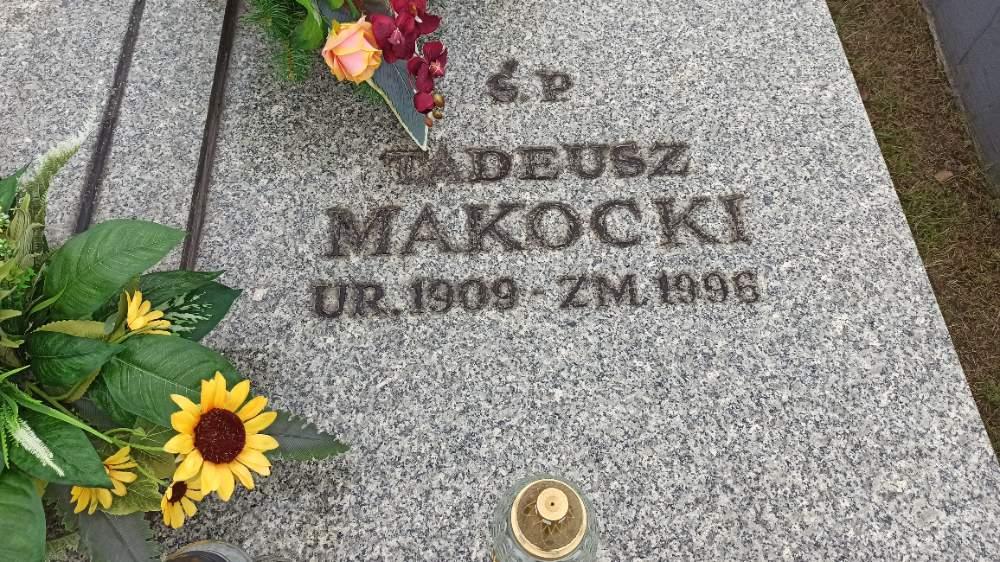 Ś.P
TADEUSZ
MAKOCKI
UR.1909-ZM.1996